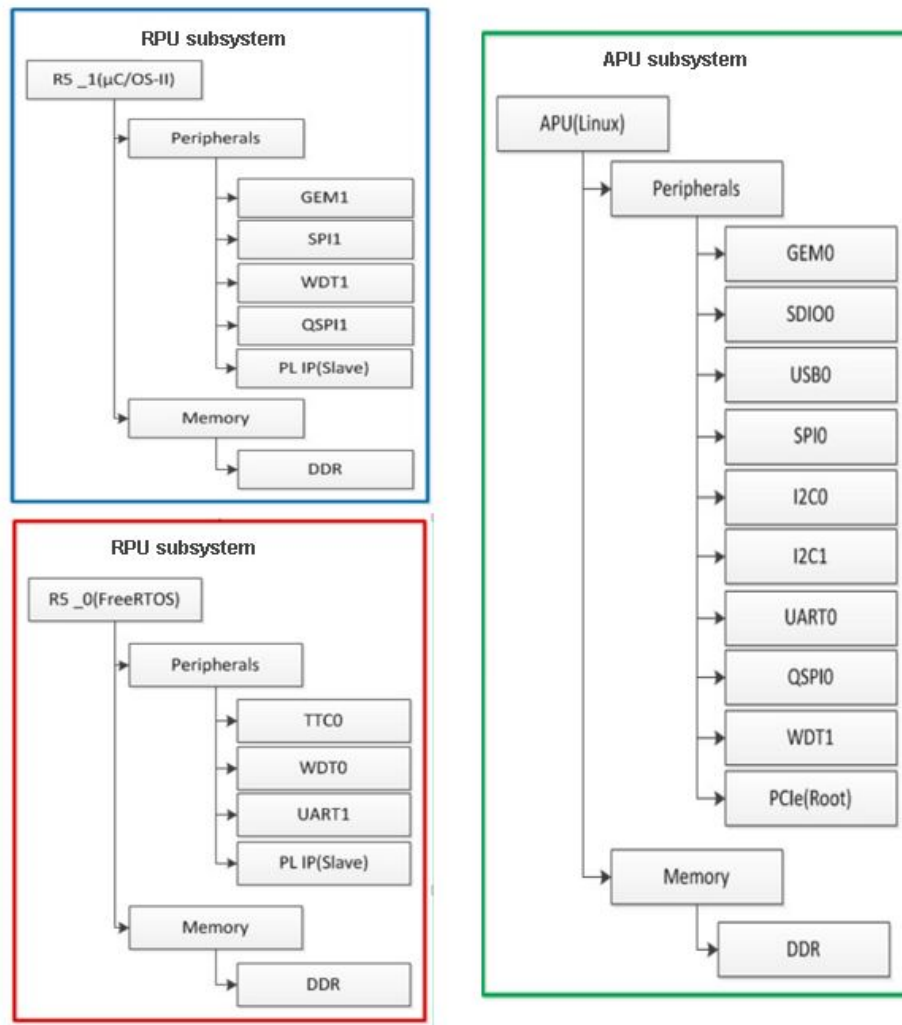 RPU subsystem
R5 _1(µC/OS-II)
Peripherals
GEM1
SPI1
WDT1
QSPI1
PL IP(Slave)
Memory
DDR
RPU subsystem
R5 _0(FreeRTOS)
Peripherals
TTC0
WDT0
UART1
PL IP(Slave)
Memory
DDR
APU subsystem
APU(Linux)
Peripherals
GEM0
SDIO0
USB0
SPI0
I2C0
I2C1
UART0
QSPI0
WDT1
PCIe(Root)
Memory
DDR